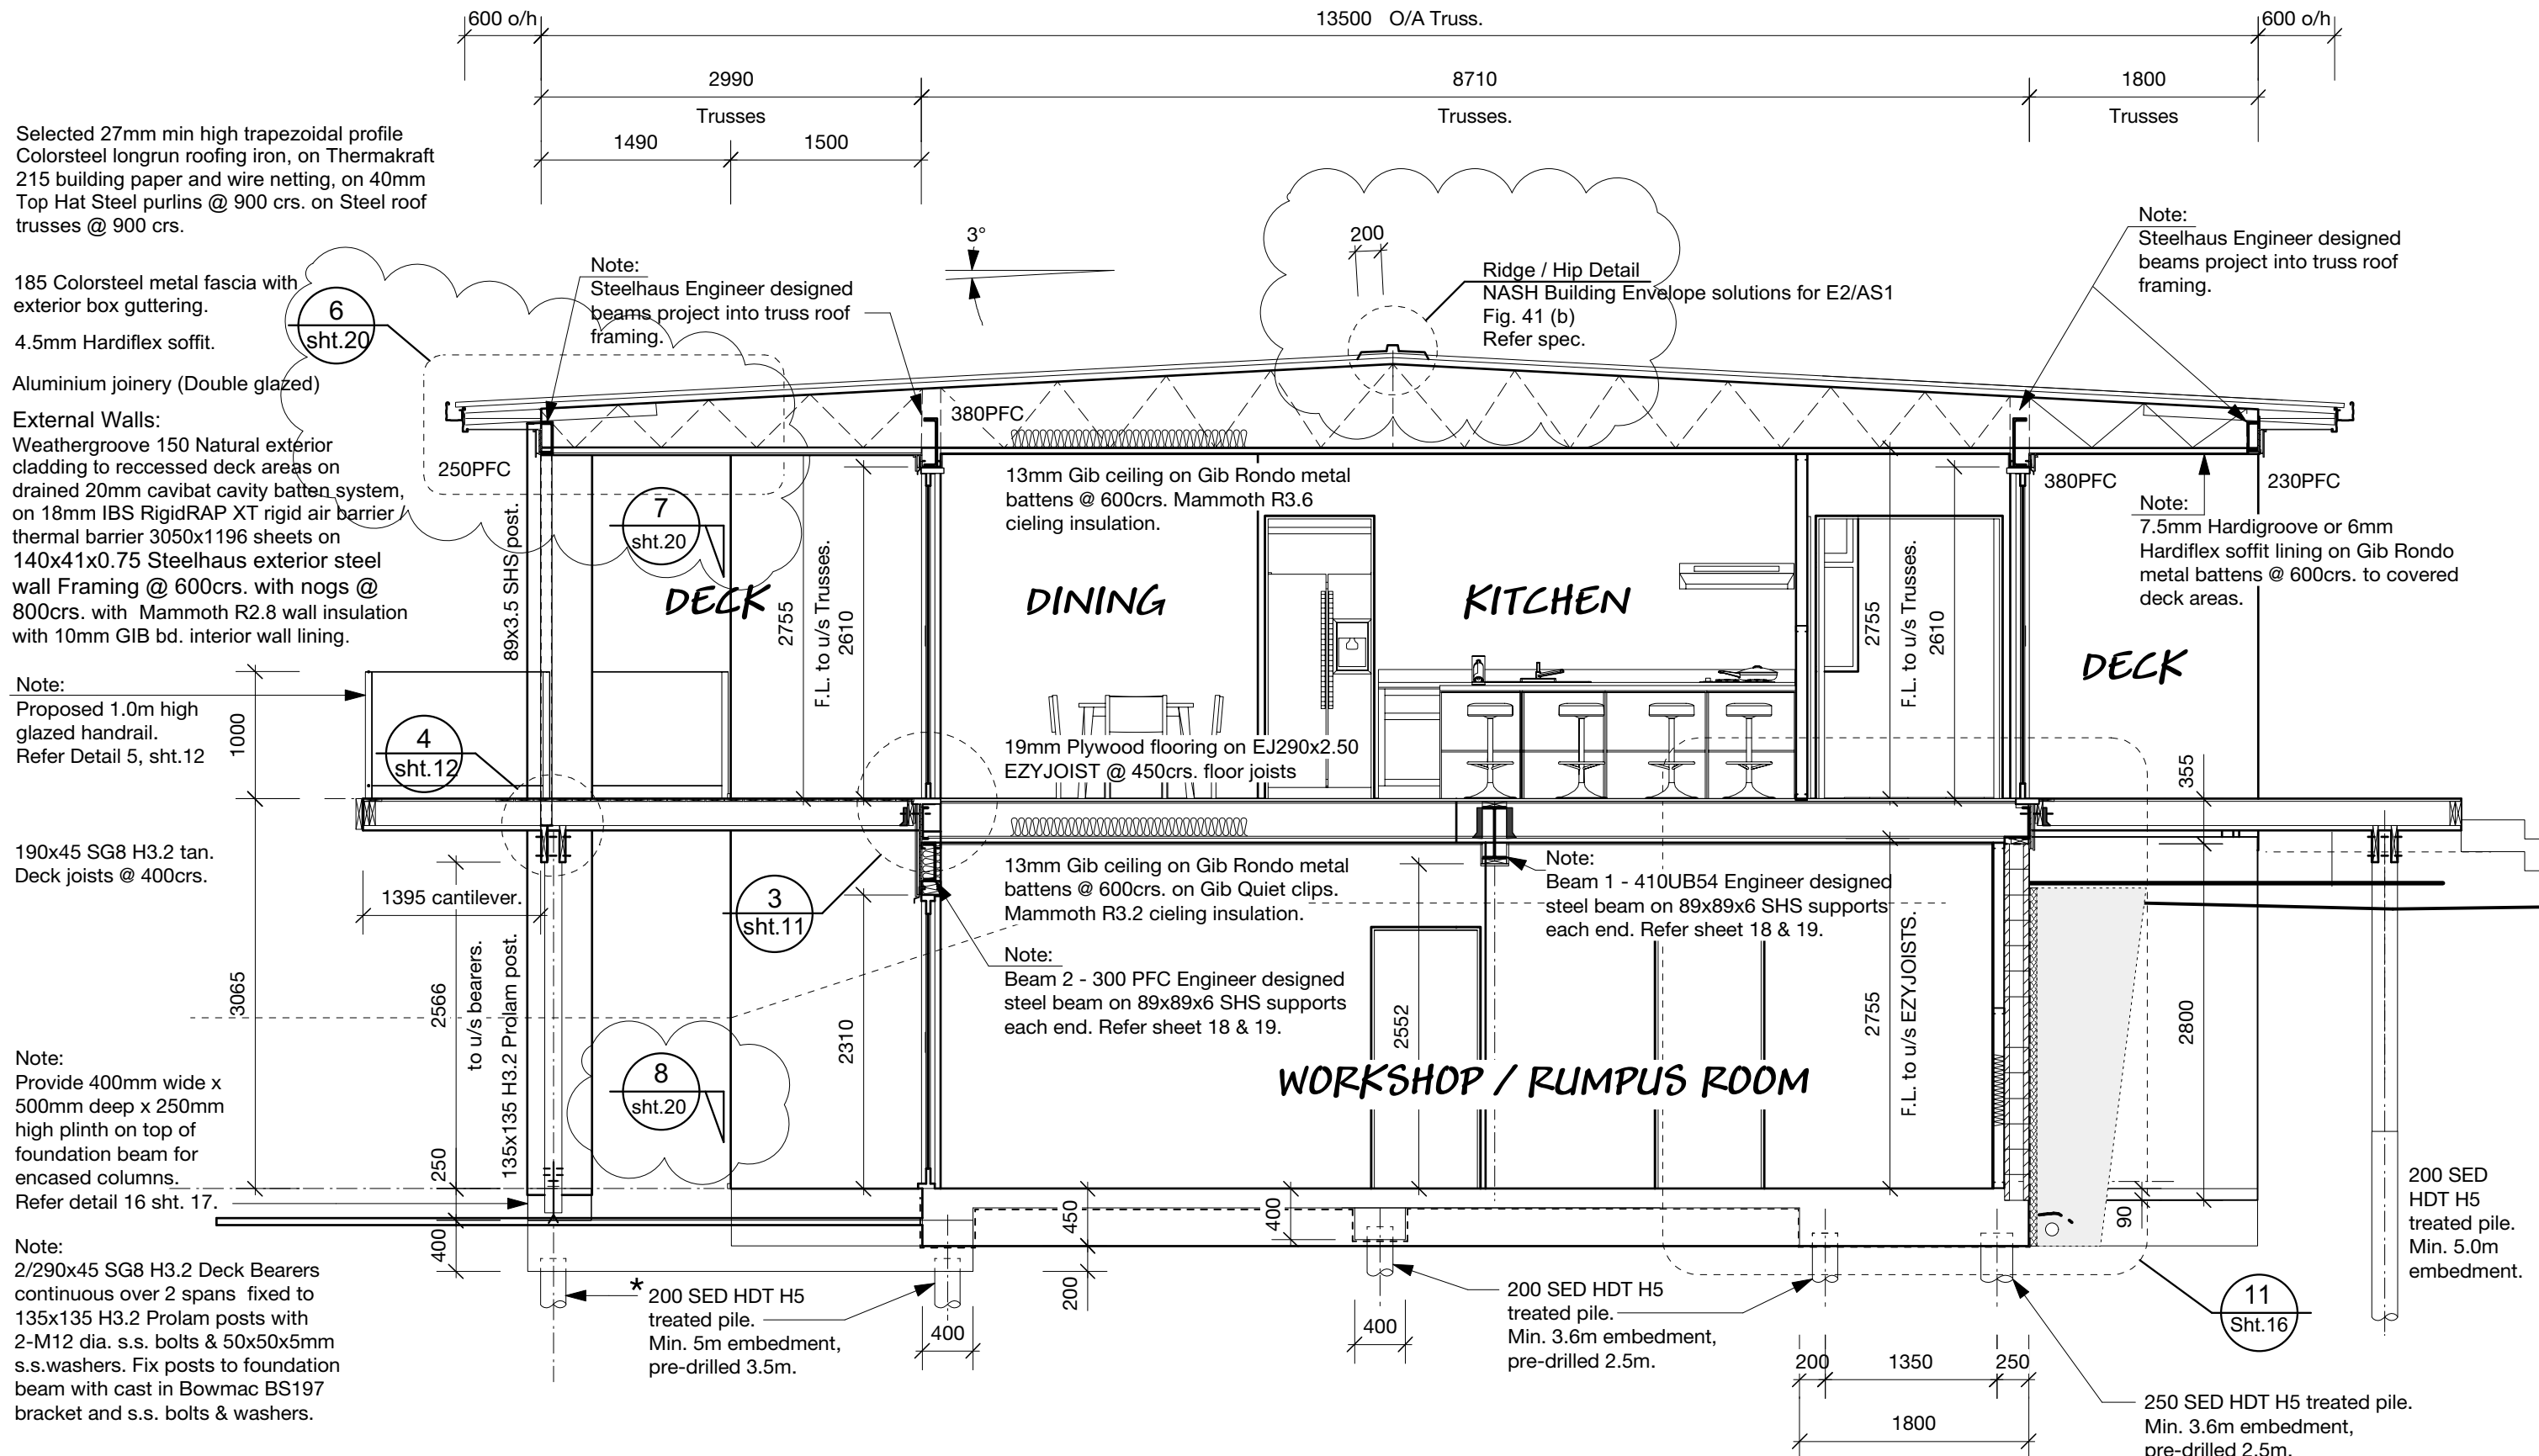 600 o/h
13500 O/A Truss.
600 o/h
2990
Trusses
8710
Trusses.
1800
Trusses
1490
1500
Selected 27mm min high trapezoidal profile
Colorsteel longrun roofing iron, on Thermakraft
215 building paper and wire netting, on 40mm
Top Hat Steel purlins @ 900 crs. on Steel roof
trusses @ 900 crs.
185 Colorsteel metal fascia with
exterior box guttering.
4.5mm Hardiflex soffit.
Aluminium joinery (Double glazed)
External Walls:
Weathergroove 150 Natural exterior
cladding to reccessed deck areas on
drained 20mm cavibat cavity batten system,
on 18mm IBS RigidRAP XT rigid air barrier /
thermal barrier 3050x1196 sheets on
140x41x0.75 Steelhaus exterior steel
wall Framing @ 600crs. with nogs @
800crs. with Mammoth R2.8 wall insulation
with 10mm GIB bd. interior wall lining.
6
sht.20
Note:
Steelhaus Engineer designed
beams project into truss roof
framing.
3°
200
Ridge / Hip Detail
NASH Building Envelope solutions for E2/AS1
Fig. 41 (b)
Refer spec.
Note:
Steelhaus Engineer designed
beams project into truss roof
framing.
250PFC
380PFC
380PFC
230PFC
7
sht.20
89x3.5 SHS post.
DECK
2755
F.L. to u/s Trusses.
2610
13mm Gib ceiling on Gib Rondo metal
battens @ 600crs. Mammoth R3.6
cieling insulation.
DINING
KITCHEN
2755
F.L. to u/s Trusses.
2610
Note:
7.5mm Hardigroove or 6mm
Hardiflex soffit lining on Gib Rondo
metal battens @ 600crs. to covered
deck areas.
DECK
Note:
Proposed 1.0m high
glazed handrail.
Refer Detail 5, sht.12
1000
4
sht.12
19mm Plywood flooring on EJ290x2.50
EZYJOIST @ 450crs. floor joists
355
190x45 SG8 H3.2 tan.
Deck joists @ 400crs.
1395 cantilever.
3
sht.11
13mm Gib ceiling on Gib Rondo metal
battens @ 600crs. on Gib Quiet clips.
Mammoth R3.2 cieling insulation.
Note:
Beam 1 - 410UB54 Engineer designed
steel beam on 89x89x6 SHS supports
each end. Refer sheet 18 & 19.
Note:
Beam 2 - 300 PFC Engineer designed
steel beam on 89x89x6 SHS supports
each end. Refer sheet 18 & 19.
3065
2566
to u/s bearers.
135x135 H3.2 Prolam post.
2310
2552
2755
F.L. to u/s EZYJOISTS.
2800
WORKSHOP / RUMPUS ROOM
8
sht.20
Note:
Provide 400mm wide x
500mm deep x 250mm
high plinth on top of
foundation beam for
encased columns.
Refer detail 16 sht. 17.
250
400
450
200
400
90
200 SED
HDT H5
treated pile.
Min. 5.0m
embedment.
Note:
2/290x45 SG8 H3.2 Deck Bearers
continuous over 2 spans fixed to
135x135 H3.2 Prolam posts with
2-M12 dia. s.s. bolts & 50x50x5mm
s.s.washers. Fix posts to foundation
beam with cast in Bowmac BS197
bracket and s.s. bolts & washers.
* 200 SED HDT H5
treated pile.
Min. 5m embedment,
pre-drilled 3.5m.
400
400
200 SED HDT H5
treated pile.
Min. 3.6m embedment,
pre-drilled 2.5m.
11
Sht.16
200
1350
250
1800
250 SED HDT H5 treated pile.
Min. 3.6m embedment,
pre-drilled 2.5m.